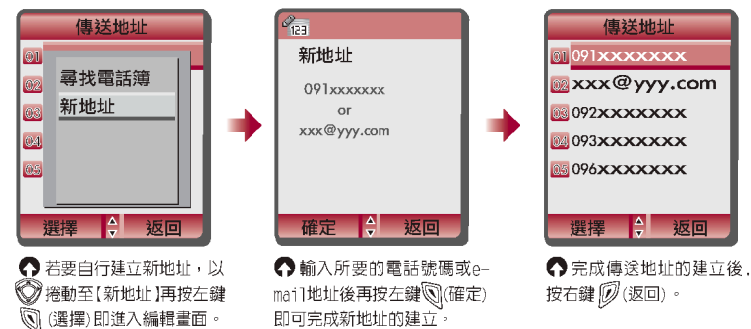 傳送地址
01
02
03
04
05
尋找電話簿
新地址
選擇 返回
若要自行建立新地址，以
捲動至【新地址】再按左鍵
(選擇)即進入編輯畫面。
123
新地址
091xxxxxxx
or
xxx@yyy.com
確定 返回
輸入所要的電話號碼或e-
mail地址後再按左鍵(確定)
即可完成新地址的建立。
傳送地址
01 091xxxxxxx
02 xxx@yyy.com
03 092xxxxxxx
04 093xxxxxxx
05 096xxxxxxx
選擇 返回
完成傳送地址的建立後,
按右鍵(返回)。